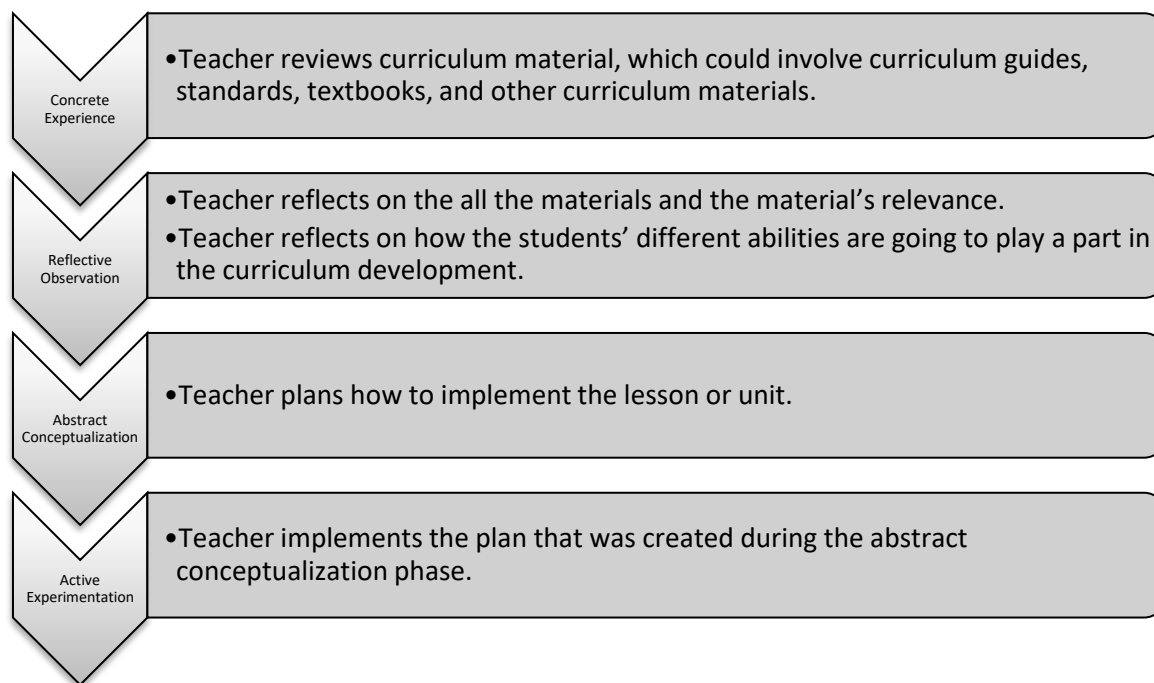 Concrete
Experience
•Teacher reviews curriculum material, which could involve curriculum guides,
standards, textbooks, and other curriculum materials.
Reflective
Observation
•Teacher reflects on the all the materials and the material’s relevance.
•Teacher reflects on how the students’ different abilities are going to play a part in
the curriculum development.
Abstract
Conceptualization
•Teacher plans how to implement the lesson or unit.
Active
Experimentation
•Teacher implements the plan that was created during the abstract
conceptualization phase.